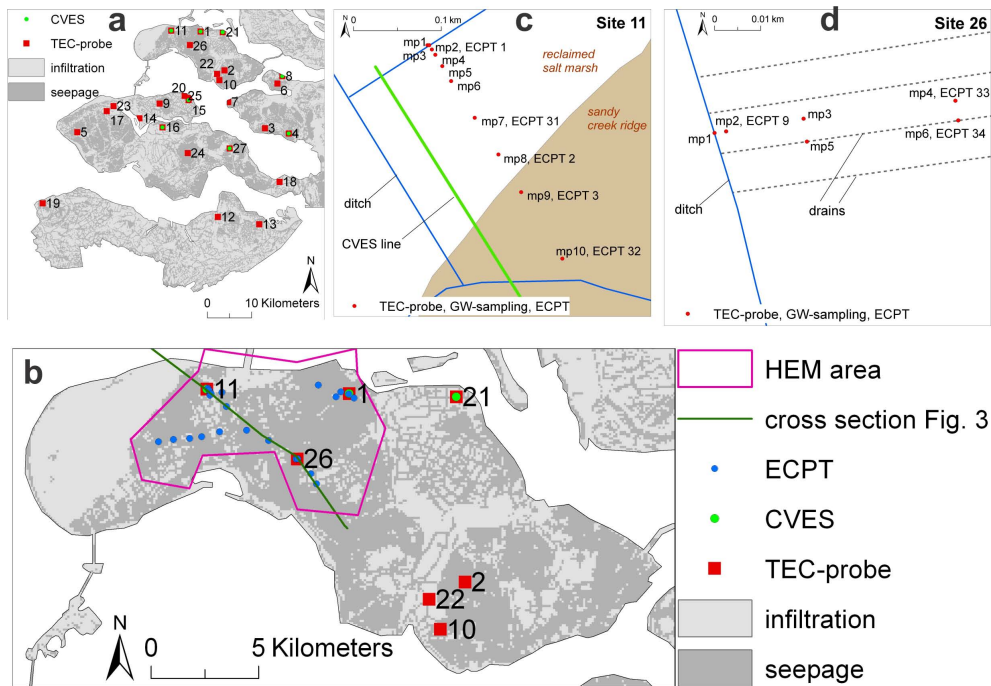 a
CVES
TEC-probe
infiltration
seepage
11
1
21
26
22
2
10
8
6
20
25
7
23
9
17
14
15
16
3
4
5
24
27
18
19
12
13
N
0 10 Kilometers
c
Site 11
N
0 0.1 km
mp1
mp2, ECPT 1
mp3
mp4
mp5
mp6
mp7, ECPT 31
mp8, ECPT 2
mp9, ECPT 3
mp10, ECPT 32
reclaimed
salt marsh
sandy
creek ridge
ditch
CVES line
TEC-probe, GW-sampling, ECPT
d
Site 26
N
0 0.01 km
mp4, ECPT 33
mp2, ECPT 9
mp3
mp1
mp5
mp6, ECPT 34
ditch
drains
TEC-probe, GW-sampling, ECPT
b
11
1
21
26
2
22
10
N
0 5 Kilometers
HEM area
cross section Fig. 3
ECPT
CVES
TEC-probe
infiltration
seepage